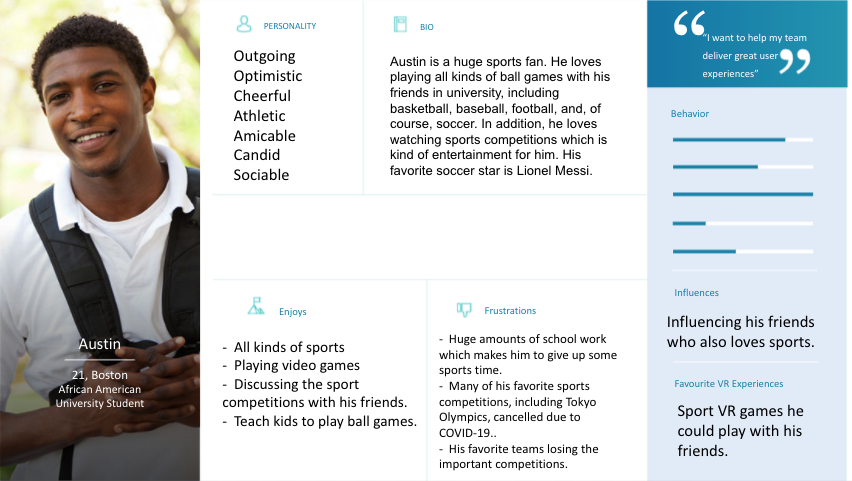 Austin
21, Boston
African American
University Student
PERSONALITY
Outgoing
Optimistic
Cheerful
Athletic
Amicable
Candid
Sociable
BIO
Austin is a huge sports fan. He loves
playing all kinds of ball games with his
friends in university, including
basketball, baseball, football, and, of
course, soccer. In addition, he loves
watching sports competitions which is
kind of entertainment for him. His
favorite soccer star is Lionel Messi.
Enjoys
- All kinds of sports
- Playing video games
- Discussing the sport
competitions with his friends.
- Teach kids to play ball games.
Frustrations
- Huge amounts of school work
which makes him to give up some
sports time.
- Many of his favorite sports
competitions, including Tokyo
Olympics, cancelled due to
COVID-19..
- His favorite teams losing the
important competitions.
“I want to help my team
deliver great user
experiences”
Behavior
Influences
Influencing his friends
who also loves sports.
Favourite VR Experiences
Sport VR games he
could play with his
friends.